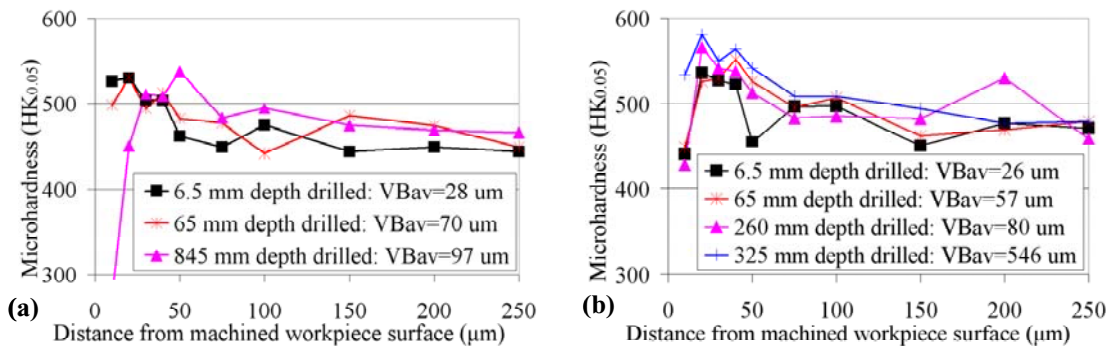 600
500
400
300
Microhardness (HK0.05)
6.5 mm depth drilled: VBav=28 um
65 mm depth drilled: VBav=70 um
845 mm depth drilled: VBav=97 um
0 50 100 150 200 250
(a)
Distance from machined workpiece surface (μm)
600
500
400
300
Microhardness (HK0.05)
6.5 mm depth drilled: VBav=26 um
65 mm depth drilled: VBav=57 um
260 mm depth drilled: VBav=80 um
325 mm depth drilled: VBav=546 um
0 50 100 150 200 250
(b)
Distance from machined workpiece surface (μm)